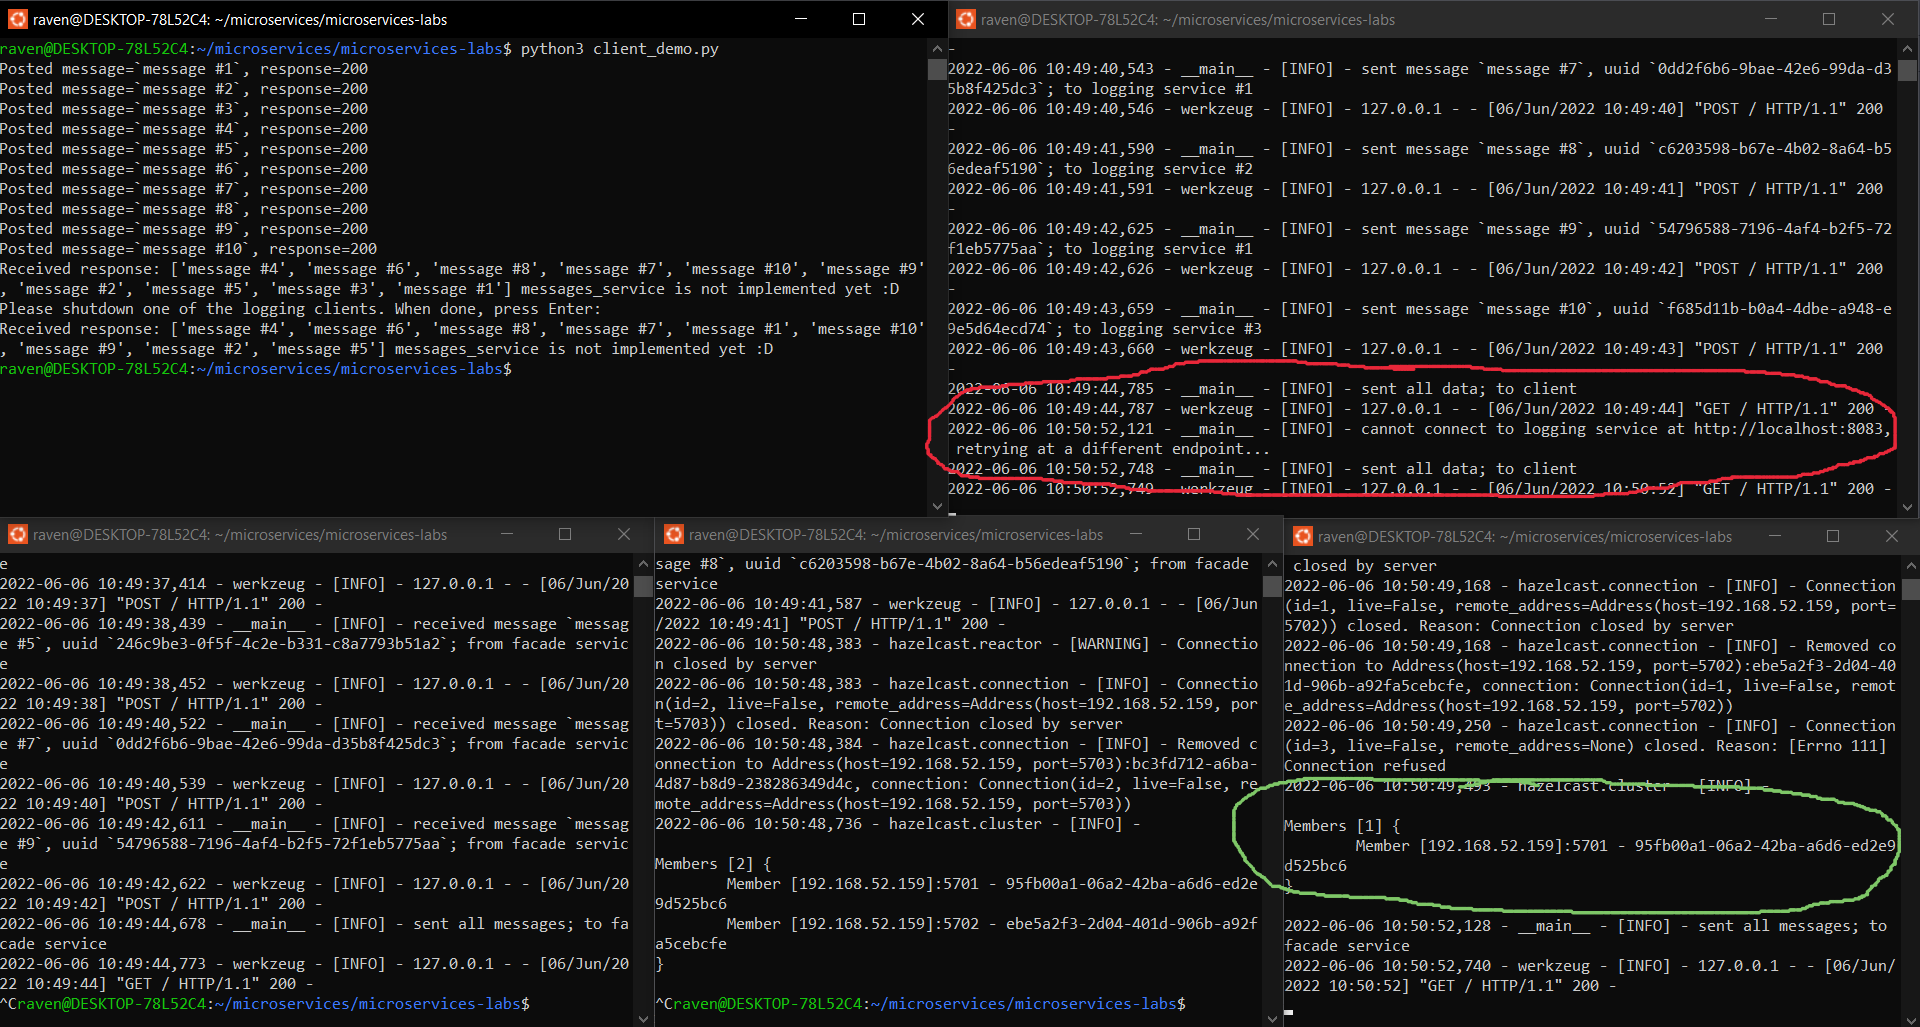 raven@DESKTOP-78L52C4: ~/microservices/microservices-labs
raven@DESKTOP-78L52C4:~/microservices/microservices-labs$ python3 client_demo.py
Posted message=`message #1`, response=200
Posted message=`message #2`, response=200
Posted message=`message #3`, response=200
Posted message=`message #4`, response=200
Posted message=`message #5`, response=200
Posted message=`message #6`, response=200
Posted message=`message #7`, response=200
Posted message=`message #8`, response=200
Posted message=`message #9`, response=200
Posted message=`message #10`, response=200
Received response: ['message #4', 'message #6', 'message #8', 'message #7', 'message #10', 'message #9'
, 'message #2', 'message #5', 'message #3', 'message #1'] messages_service is not implemented yet :D
Please shutdown one of the logging clients. When done, press Enter:
Received response: ['message #4', 'message #6', 'message #8', 'message #7', 'message #1', 'message #10'
, 'message #9', 'message #2', 'message #5'] messages_service is not implemented yet :D
raven@DESKTOP-78L52C4:~/microservices/microservices-labs$
raven@DESKTOP-78L52C4: ~/microservices/microservices-labs
-
2022-06-06 10:49:40,543 - __main__ - [INFO] - sent message `message #7`, uuid `0dd2f6b6-9bae-42e6-99da-d3
5b8f425dc3`; to logging service #1
2022-06-06 10:49:40,546 - werkzeug - [INFO] - 127.0.0.1 - - [06/Jun/2022 10:49:40] "POST / HTTP/1.1" 200
-
2022-06-06 10:49:41,590 - __main__ - [INFO] - sent message `message #8`, uuid `c6203598-b67e-4b02-8a64-b5
6edeaf5190`; to logging service #2
2022-06-06 10:49:41,591 - werkzeug - [INFO] - 127.0.0.1 - - [06/Jun/2022 10:49:41] "POST / HTTP/1.1" 200
-
2022-06-06 10:49:42,625 - __main__ - [INFO] - sent message `message #9`, uuid `54796588-7196-4af4-b2f5-72
f1eb5775aa`; to logging service #1
2022-06-06 10:49:42,626 - werkzeug - [INFO] - 127.0.0.1 - - [06/Jun/2022 10:49:42] "POST / HTTP/1.1" 200
-
2022-06-06 10:49:43,659 - __main__ - [INFO] - sent message `message #10`, uuid `f685d11b-b0a4-4dbe-a948-e
9e5d64ecd74`; to logging service #3
2022-06-06 10:49:43,660 - werkzeug - [INFO] - 127.0.0.1 - - [06/Jun/2022 10:49:43] "POST / HTTP/1.1" 200
-
2022-06-06 10:49:44,785 - __main__ - [INFO] - sent all data; to client
2022-06-06 10:49:44,787 - werkzeug - [INFO] - 127.0.0.1 - - [06/Jun/2022 10:49:44] "GET / HTTP/1.1" 200 -
2022-06-06 10:50:52,121 - __main__ - [INFO] - cannot connect to logging service at http://localhost:8083,
retrying at a different endpoint...
2022-06-06 10:50:52,748 - __main__ - [INFO] - sent all data; to client
2022-06-06 10:50:52,749 - werkzeug - [INFO] - 127.0.0.1 - - [06/Jun/2022 10:50:52] "GET / HTTP/1.1" 200 -
raven@DESKTOP-78L52C4: ~/microservices/microservices-labs
e
2022-06-06 10:49:37,414 - werkzeug - [INFO] - 127.0.0.1 - - [06/Jun/20
22 10:49:37] "POST / HTTP/1.1" 200 -
2022-06-06 10:49:38,439 - __main__ - [INFO] - received message `messag
e #5`, uuid `246c9be3-0f5f-4c2e-b331-c8a7793b51a2`; from facade servic
e
2022-06-06 10:49:38,452 - werkzeug - [INFO] - 127.0.0.1 - - [06/Jun/20
22 10:49:38] "POST / HTTP/1.1" 200 -
2022-06-06 10:49:40,522 - __main__ - [INFO] - received message `messag
e #7`, uuid `0dd2f6b6-9bae-42e6-99da-d35b8f425dc3`; from facade servic
e
2022-06-06 10:49:40,539 - werkzeug - [INFO] - 127.0.0.1 - - [06/Jun/20
22 10:49:40] "POST / HTTP/1.1" 200 -
2022-06-06 10:49:42,611 - __main__ - [INFO] - received message `messag
e #9`, uuid `54796588-7196-4af4-b2f5-72f1eb5775aa`; from facade servic
e
2022-06-06 10:49:42,622 - werkzeug - [INFO] - 127.0.0.1 - - [06/Jun/20
22 10:49:42] "POST / HTTP/1.1" 200 -
2022-06-06 10:49:44,678 - __main__ - [INFO] - sent all messages; to fa
cade service
2022-06-06 10:49:44,773 - werkzeug - [INFO] - 127.0.0.1 - - [06/Jun/20
22 10:49:44] "GET / HTTP/1.1" 200 -
^Craven@DESKTOP-78L52C4:~/microservices/microservices-labs$
raven@DESKTOP-78L52C4: ~/microservices/microservices-labs
sage #8`, uuid `c6203598-b67e-4b02-8a64-b56edeaf5190`; from facade
service
2022-06-06 10:49:41,587 - werkzeug - [INFO] - 127.0.0.1 - - [06/Jun
/2022 10:49:41] "POST / HTTP/1.1" 200 -
2022-06-06 10:50:48,383 - hazelcast.reactor - [WARNING] - Connectio
n closed by server
2022-06-06 10:50:48,383 - hazelcast.connection - [INFO] - Connectio
n(id=2, live=False, remote_address=Address(host=192.168.52.159, por
t=5703)) closed. Reason: Connection closed by server
2022-06-06 10:50:48,384 - hazelcast.connection - [INFO] - Removed c
onnection to Address(host=192.168.52.159, port=5703):bc3fd712-a6ba-
4d87-b8d9-238286349d4c, connection: Connection(id=2, live=False, re
mote_address=Address(host=192.168.52.159, port=5703))
2022-06-06 10:50:48,736 - hazelcast.cluster - [INFO] -
Members [2] {
Member [192.168.52.159]:5701 - 95fb00a1-06a2-42ba-a6d6-ed2e
9d525bc6
Member [192.168.52.159]:5702 - ebe5a2f3-2d04-401d-906b-a92f
a5cebcfe
}
^Craven@DESKTOP-78L52C4:~/microservices/microservices-labs$
raven@DESKTOP-78L52C4: ~/microservices/microservices-labs
closed by server
2022-06-06 10:50:49,168 - hazelcast.connection - [INFO] - Connection
(id=1, live=False, remote_address=Address(host=192.168.52.159, port=
5702)) closed. Reason: Connection closed by server
2022-06-06 10:50:49,168 - hazelcast.connection - [INFO] - Removed co
nnection to Address(host=192.168.52.159, port=5702):ebe5a2f3-2d04-40
1d-906b-a92fa5cebcfe, connection: Connection(id=1, live=False, remot
e_address=Address(host=192.168.52.159, port=5702))
2022-06-06 10:50:49,250 - hazelcast.connection - [INFO] - Connection
(id=3, live=False, remote_address=None) closed. Reason: [Errno 111]
Connection refused
2022-06-06 10:50:49,493 - hazelcast.cluster - [INFO] -
Members [1] {
Member [192.168.52.159]:5701 - 95fb00a1-06a2-42ba-a6d6-ed2e9
d525bc6
}
2022-06-06 10:50:52,128 - __main__ - [INFO] - sent all messages; to
facade service
2022-06-06 10:50:52,740 - werkzeug - [INFO] - 127.0.0.1 - - [06/Jun/
2022 10:50:52] "GET / HTTP/1.1" 200 -